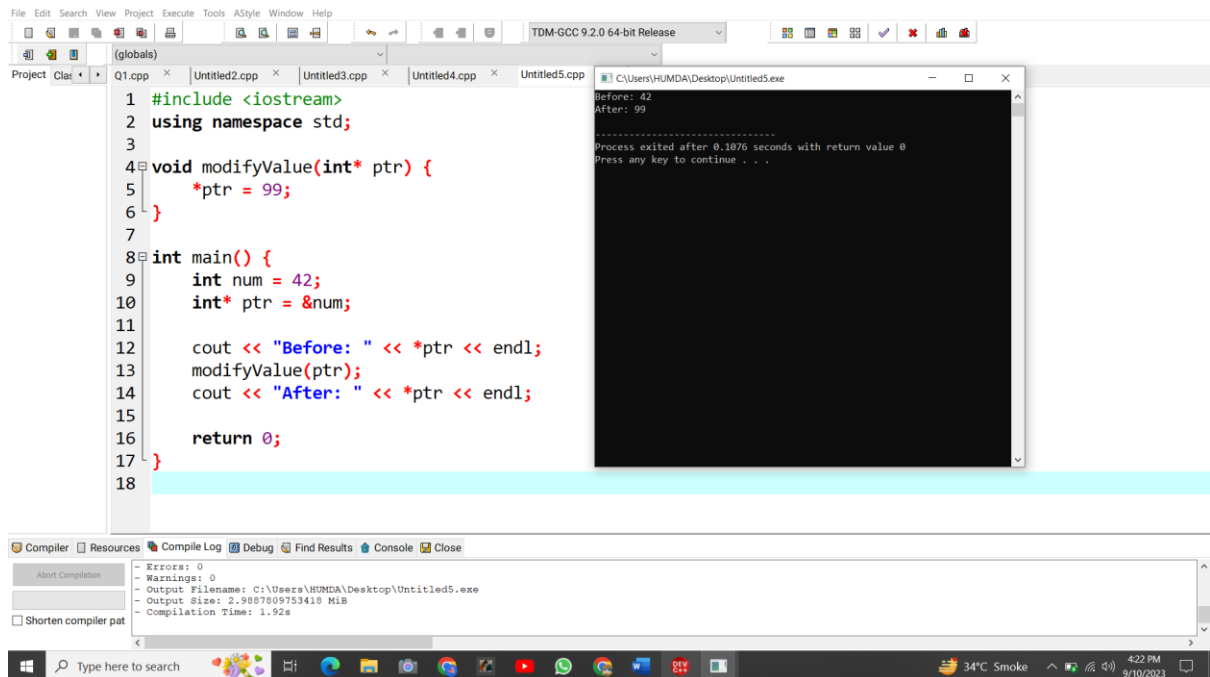 File Edit Search View Project Execute Tools AStyle Window Help
TDM-GCC 9.2.0 64-bit Release
(globals)
Project Clas Q1.cpp Untitled2.cpp Untitled3.cpp Untitled4.cpp Untitled5.cpp
1 #include <iostream>
2 using namespace std;
3
4 void modifyValue(int* ptr) {
5 *ptr = 99;
6 }
7
8 int main() {
9 int num = 42;
10 int* ptr = &num;
11
12 cout << "Before: " << *ptr << endl;
13 modifyValue(ptr);
14 cout << "After: " << *ptr << endl;
15
16 return 0;
17 }
18
C:\Users\HUMDA\Desktop\Untitled5.exe
Before: 42
After: 99
--------------------------------
Process exited after 0.1076 seconds with return value 0
Press any key to continue . . .
Compiler Resources Compile Log Debug Find Results Console Close
Abort Compilation
Shorten compiler pat
- Errors: 0
- Warnings: 0
- Output Filename: C:\Users\HUMDA\Desktop\Untitled5.exe
- Output Size: 2.9887809753418 MiB
- Compilation Time: 1.92s
Type here to search
DEV C++
34°C Smoke
4:22 PM
9/10/2023